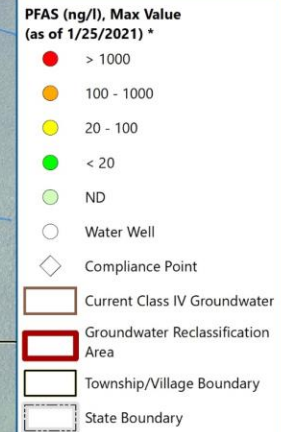 PFAS (ng/l), Max Value
(as of 1/25/2021) *
> 1000
100 - 1000
20 - 100
< 20
ND
Water Well
Compliance Point
Current Class IV Groundwater
Groundwater Reclassification
Area
Township/Village Boundary
State Boundary